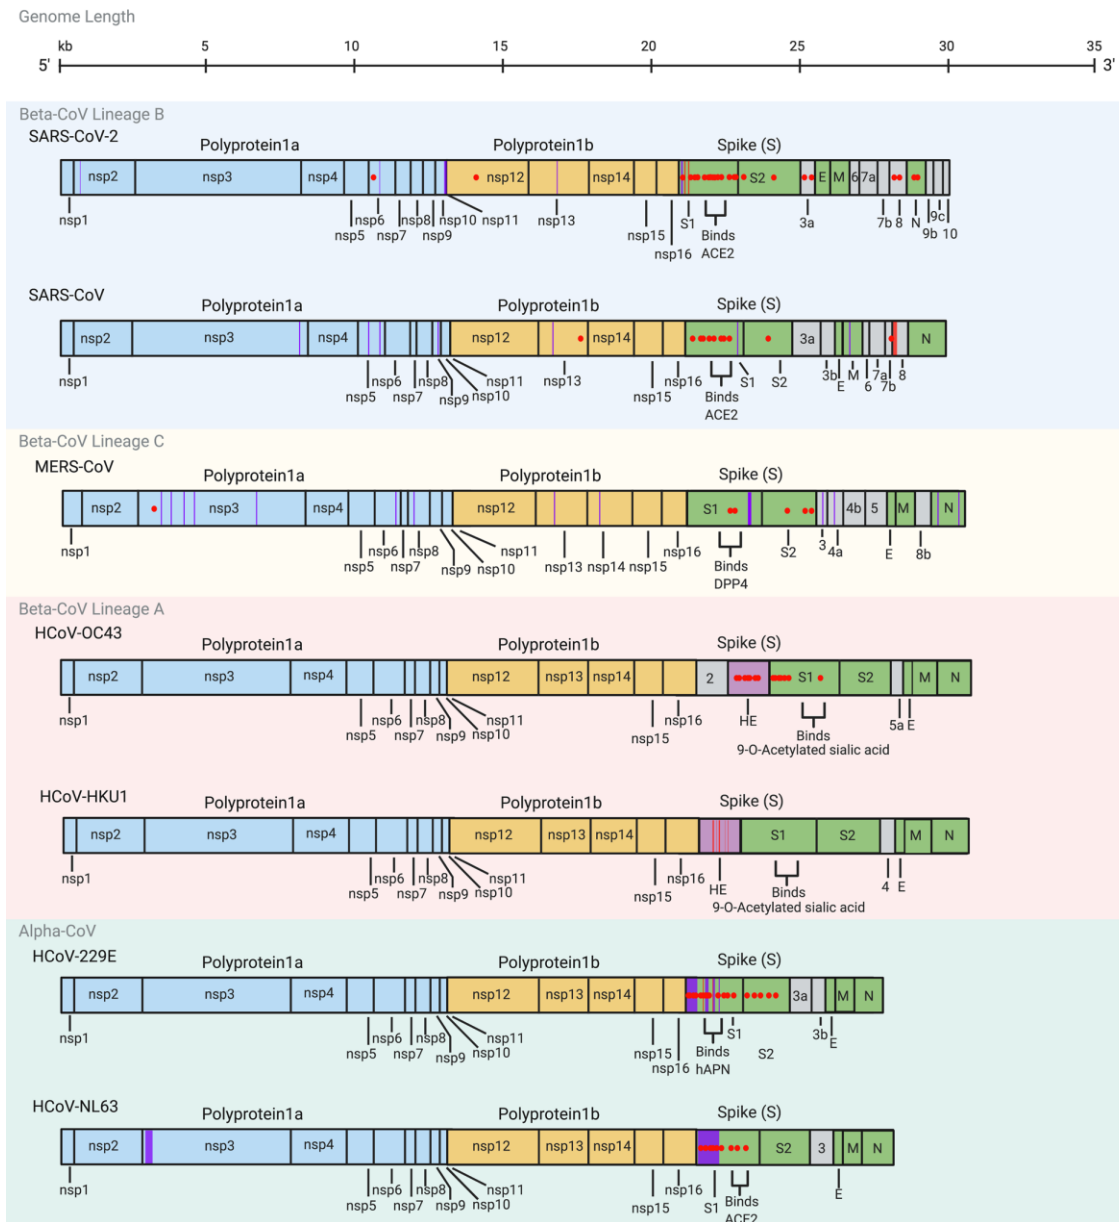 Genome Length
kb 5 10 15 20 25 30 35
5' 3'
Beta-CoV Lineage B
SARS-CoV-2
Polyprotein1a Polyprotein1b Spike (S)
nsp2 nsp3 nsp4 nsp12 nsp14 S2 E M 6 7a
nsp1 nsp6 nsp8 nsp10 nsp11 nsp13 S1 3a 7b 8 N 9c
nsp5 nsp7 nsp9 nsp15 Binds 9b 10
nsp16 ACE2
SARS-CoV
Polyprotein1a Polyprotein1b Spike (S)
nsp2 nsp3 nsp4 nsp12 nsp14 3a N
nsp1 nsp6 nsp8 nsp11 nsp13 nsp16 S1 S2 3b M 7a 8
nsp5 nsp7 nsp9 nsp10 nsp15 Binds E 6 7b
ACE2
Beta-CoV Lineage C
MERS-CoV
Polyprotein1a Polyprotein1b Spike (S)
nsp2 nsp3 nsp4 nsp12 S1 4b 5 M N
nsp1 nsp6 nsp8 nsp11 nsp16 S2 3 4a E 8b
nsp5 nsp7 nsp9 nsp10 nsp13 nsp14 nsp15 Binds
DPP4
Beta-CoV Lineage A
HCoV-OC43
Polyprotein1a Polyprotein1b Spike (S)
nsp2 nsp3 nsp4 nsp12 nsp13 nsp14 2 S1 S2 M N
nsp1 nsp6 nsp8 nsp11 nsp16 HE 5a E
nsp5 nsp7 nsp9 nsp10 nsp15 Binds
9-O-Acetylated sialic acid
HCoV-HKU1
Polyprotein1a Polyprotein1b Spike (S)
nsp2 nsp3 nsp4 nsp12 nsp13 nsp14 S1 S2 M N
nsp1 nsp6 nsp8 nsp11 nsp16 HE 4 E
nsp5 nsp7 nsp9 nsp10 nsp15 Binds
9-O-Acetylated sialic acid
Alpha-CoV
HCoV-229E
Polyprotein1a Polyprotein1b Spike (S)
nsp2 nsp3 nsp4 nsp12 nsp13 nsp14 3a M N
nsp1 nsp6 nsp8 nsp11 S1 3b E
nsp5 nsp7 nsp9 nsp10 nsp15 Binds S2
nsp16 hAPN
HCoV-NL63
Polyprotein1a Polyprotein1b Spike (S)
nsp2 nsp3 nsp4 nsp12 nsp13 nsp14 S2 3 M N
nsp1 nsp6 nsp8 nsp11 nsp16 E
nsp5 nsp7 nsp9 nsp10 nsp15 S1 Binds
ACE2